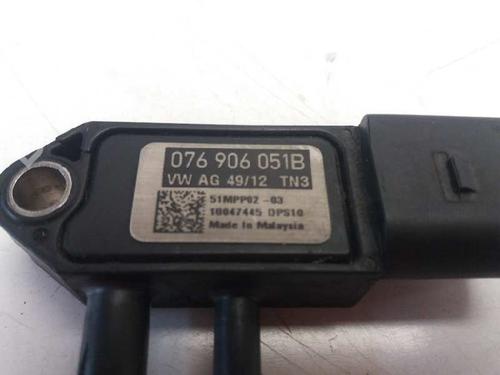 076 906 051B
VW AG 49/12 TN3
51MPP02-03
10047445 DPS10
Made In Malaysia